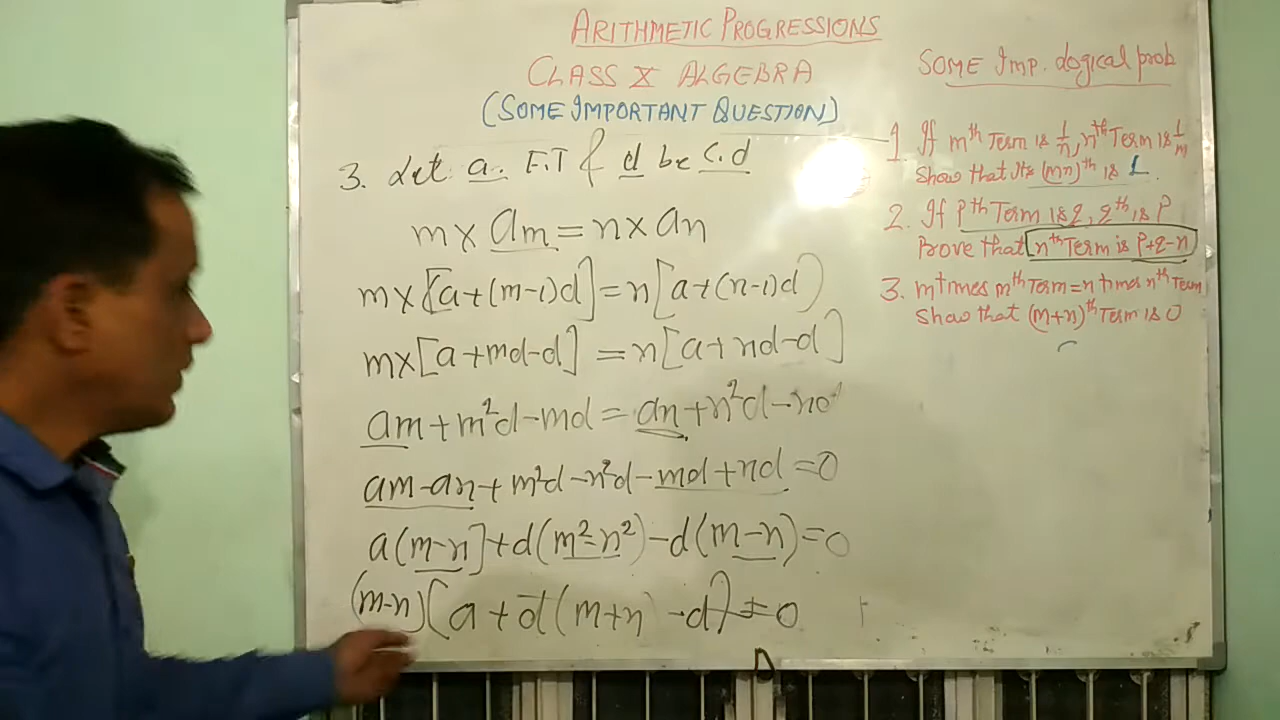 ARITHMETIC PROGRESSIONS
CLASS X ALGEBRA
(SOME IMPORTANT QUESTION)
3. Let a. F.T & d be C.d
m × am = n × an
m × [a+(m-1)d] = n[a+(n-1)d)
m × [a+md-d] = n[a+nd-d]
am + m²d - md = an + n²d - nd
am - an + m²d - n²d - md + nd = 0
a(m-n] + d(m²-n²) - d(m-n) = 0
(m-n)(a + d(m+n) - d) = 0
SOME Imp. logical prob
1. If mth Term is 1/n, nth Term is 1/m
Show that Its (mn)th is 1.
2. If Pth Term is q, qth is P
Prove that nth Term is P+q-n
3. m times mth Term = n times nth Term
Show that (m+n)th Term is 0